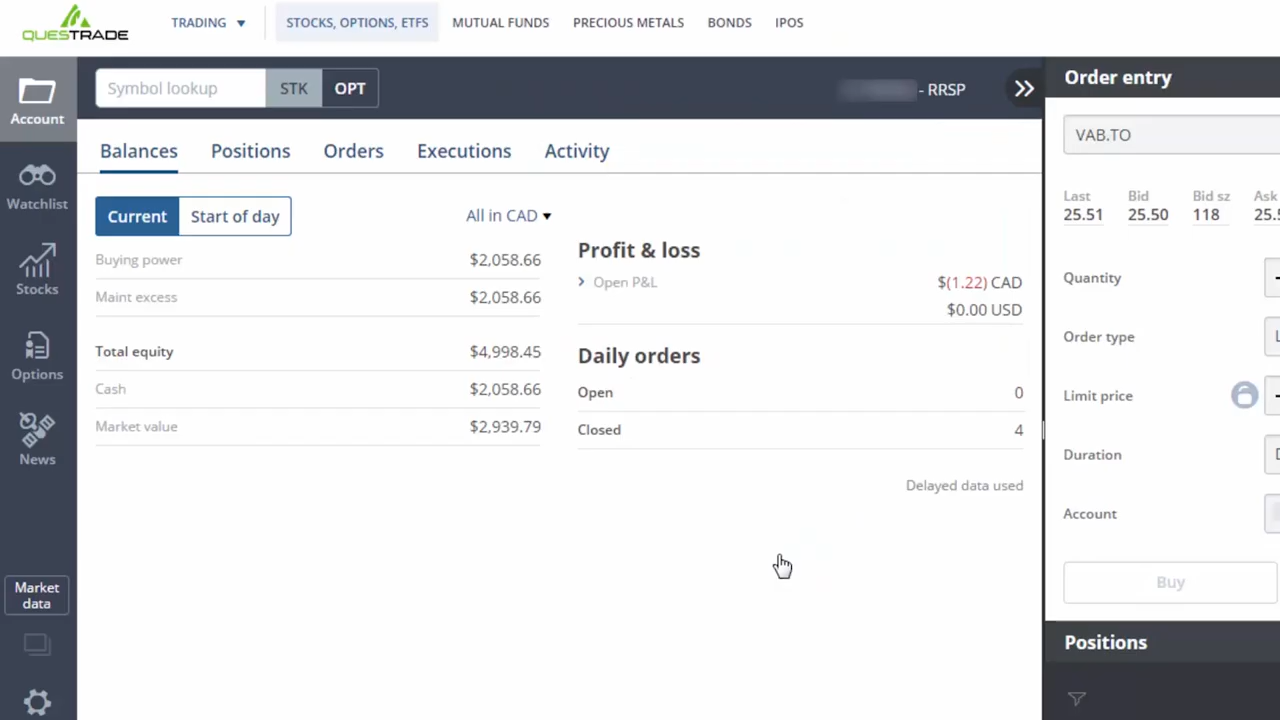 QUESTRADE
TRADING
STOCKS, OPTIONS, ETFS
MUTUAL FUNDS
PRECIOUS METALS
BONDS
IPOS
Account
Watchlist
Stocks
Options
News
Market
data
Symbol lookup
STK
OPT
- RRSP
Balances
Positions
Orders
Executions
Activity
Current
Start of day
All in CAD
Buying power $2,058.66
Maint excess $2,058.66
Total equity $4,998.45
Cash $2,058.66
Market value $2,939.79
Profit & loss
Open P&L $(1.22) CAD
$0.00 USD
Daily orders
Open 0
Closed 4
Delayed data used
Order entry
VAB.TO
Last Bid Bid sz Ask
25.51 25.50 118
Quantity
Order type
Limit price
Duration
Account
Buy
Positions